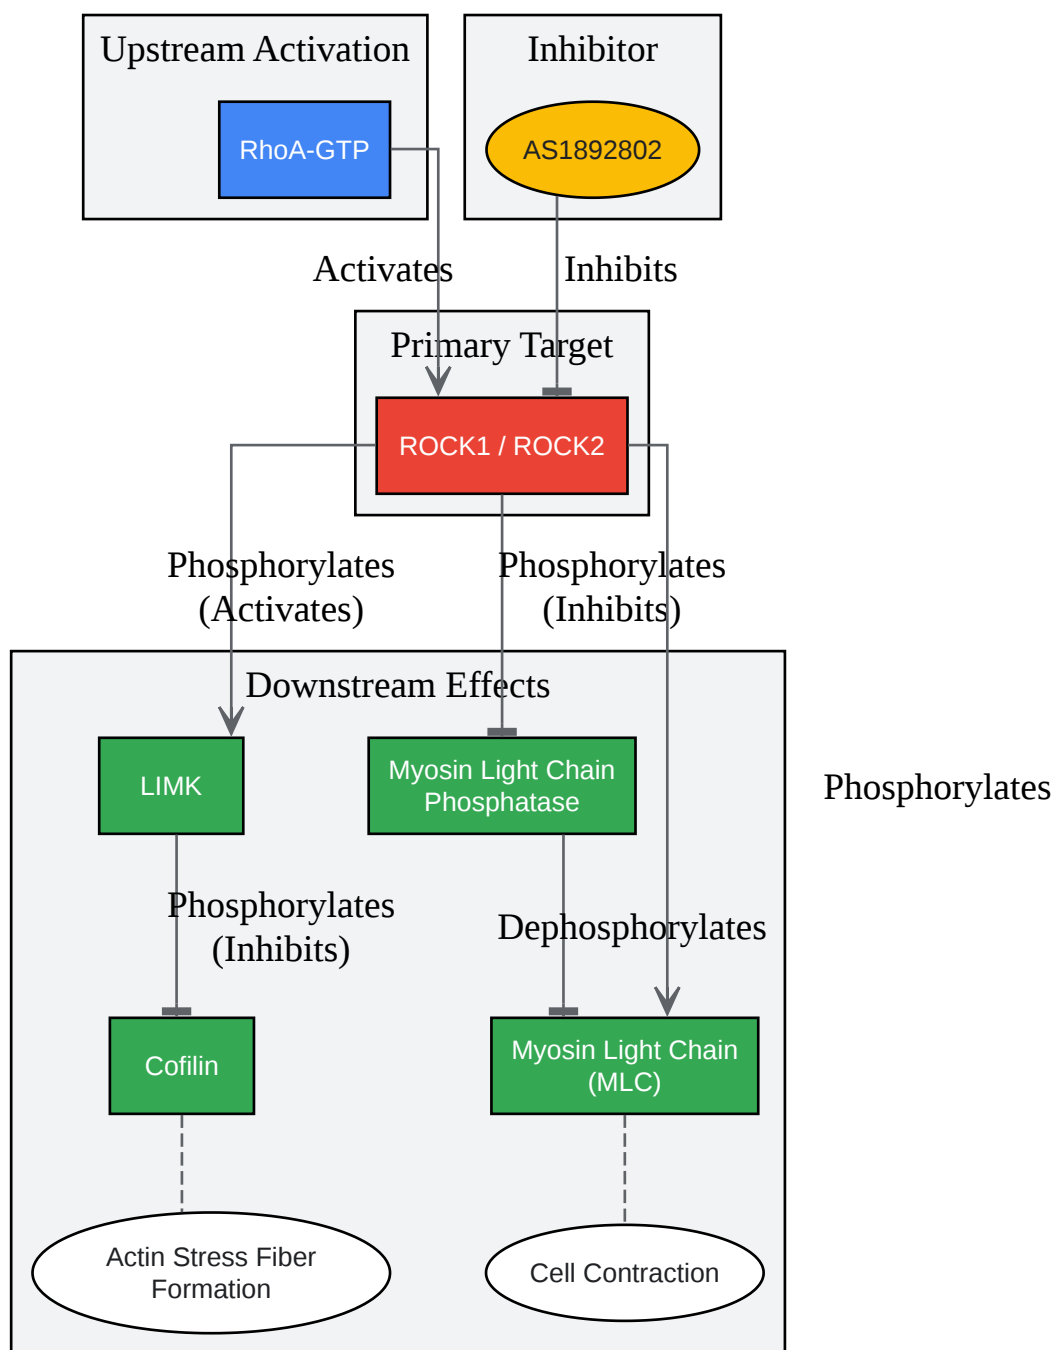 Upstream Activation
Inhibitor
RhoA-GTP
AS1892802
Activates
Inhibits
Primary Target
ROCK1 / ROCK2
Phosphorylates
(Activates)
Phosphorylates
(Inhibits)
Downstream Effects
LIMK
Myosin Light Chain
Phosphatase
Phosphorylates
Phosphorylates
(Inhibits)
Dephosphorylates
Cofilin
Myosin Light Chain
(MLC)
Actin Stress Fiber
Formation
Cell Contraction